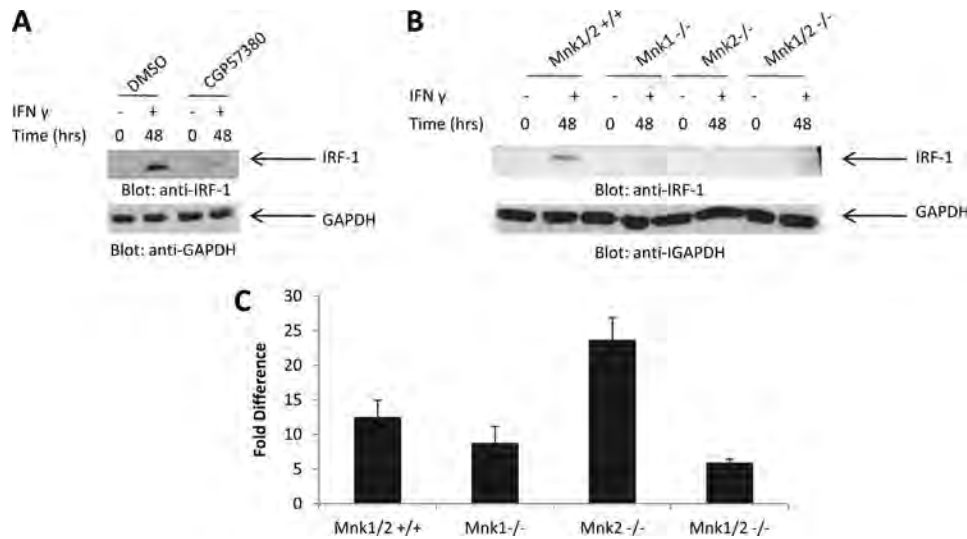 A
DMSO
CGP57380
IFN γ - + - +
Time (hrs) 0 48 0 48
IRF-1
Blot: anti-IRF-1
GAPDH
Blot: anti-GAPDH
B
Mnk1/2 +/+
Mnk1 -/-
Mnk2-/-
Mnk1/2 -/-
IFN γ - + - + - + - +
Time (hrs) 0 48 0 48 0 48 0 48
IRF-1
Blot: anti-IRF-1
GAPDH
Blot: anti-IGAPDH
C
Fold Difference
30
25
20
15
10
5
0
Mnk1/2 +/+ Mnk1-/- Mnk2 -/- Mnk1/2 -/-